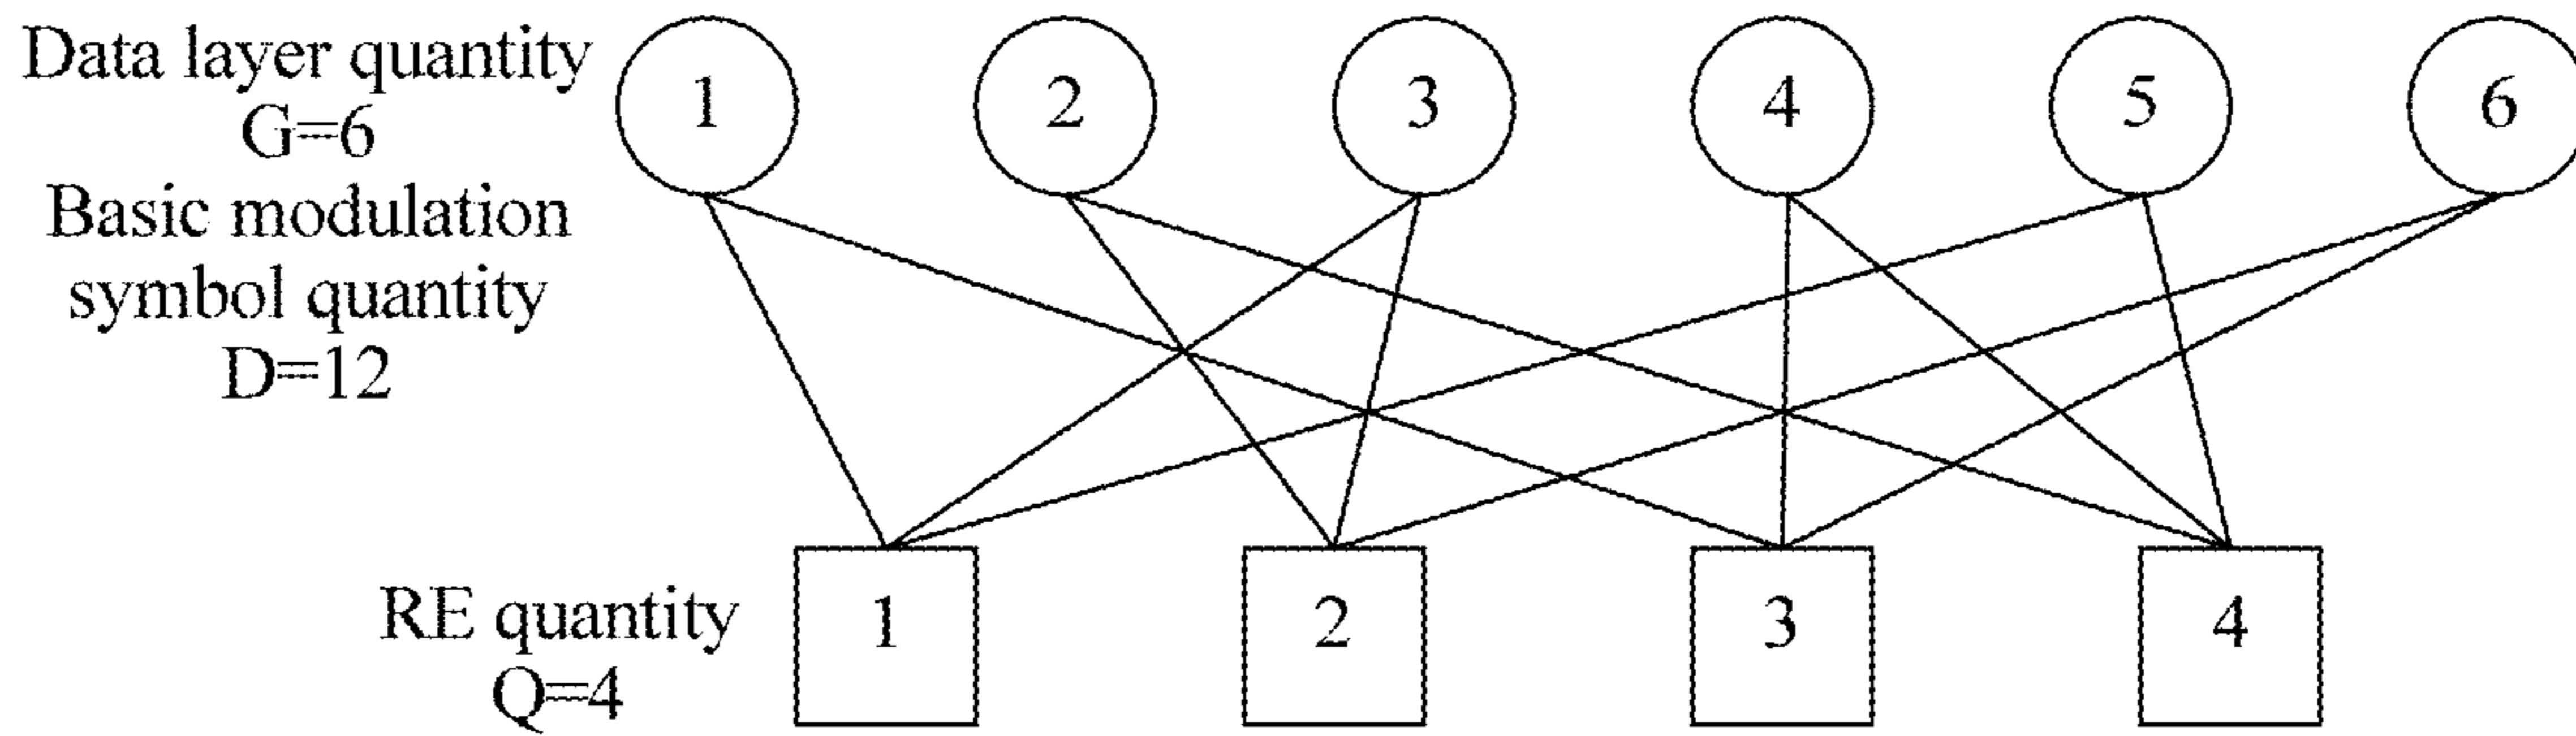 Data layer quantity
G=6
Basic modulation
symbol quantity
D=12
1 2 3 4 5 6
RE quantity
Q=4
1 2 3 4